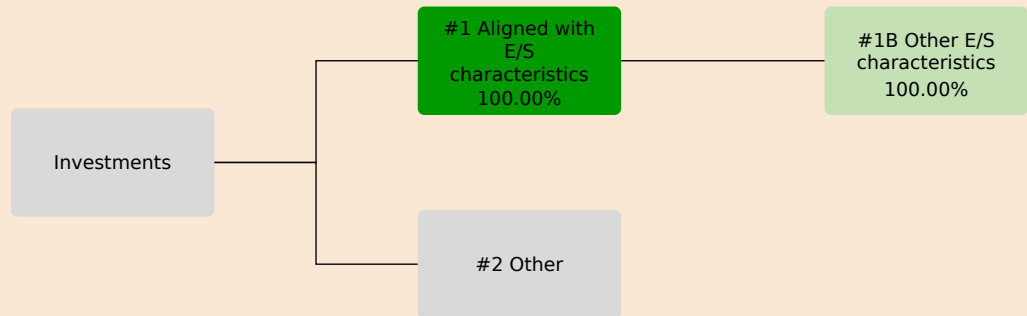 Investments
#1 Aligned with
E/S
characteristics
100.00%
#1B Other E/S
characteristics
100.00%
#2 Other